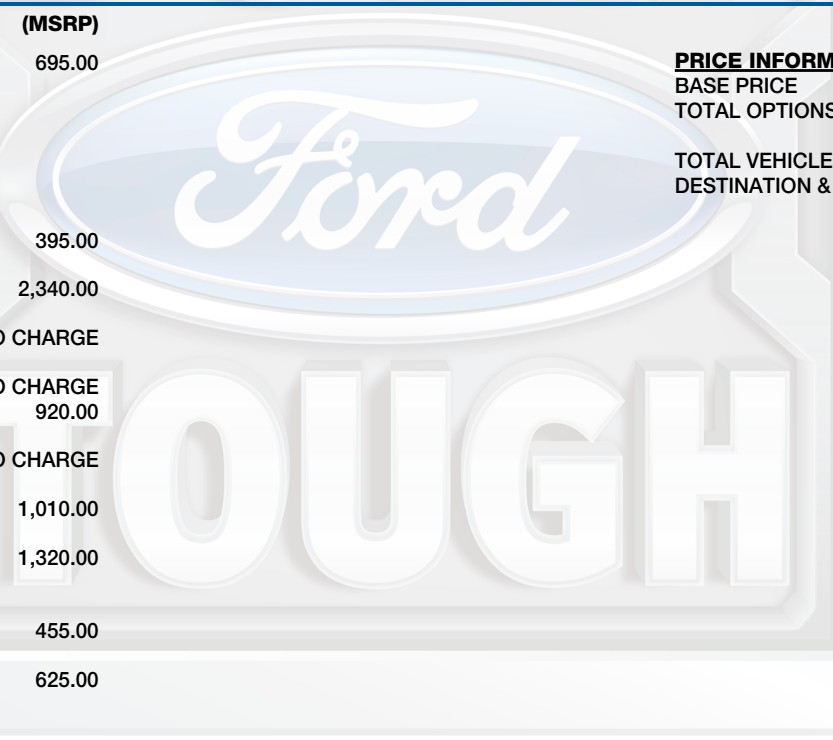 (MSRP)
695.00
395.00
2,340.00
O CHARGE
O CHARGE
920.00
O CHARGE
1,010.00
1,320.00
455.00
625.00
PRICE INFORM
BASE PRICE
TOTAL OPTIONS
TOTAL VEHICLE
DESTINATION &
Ford
TOUGH